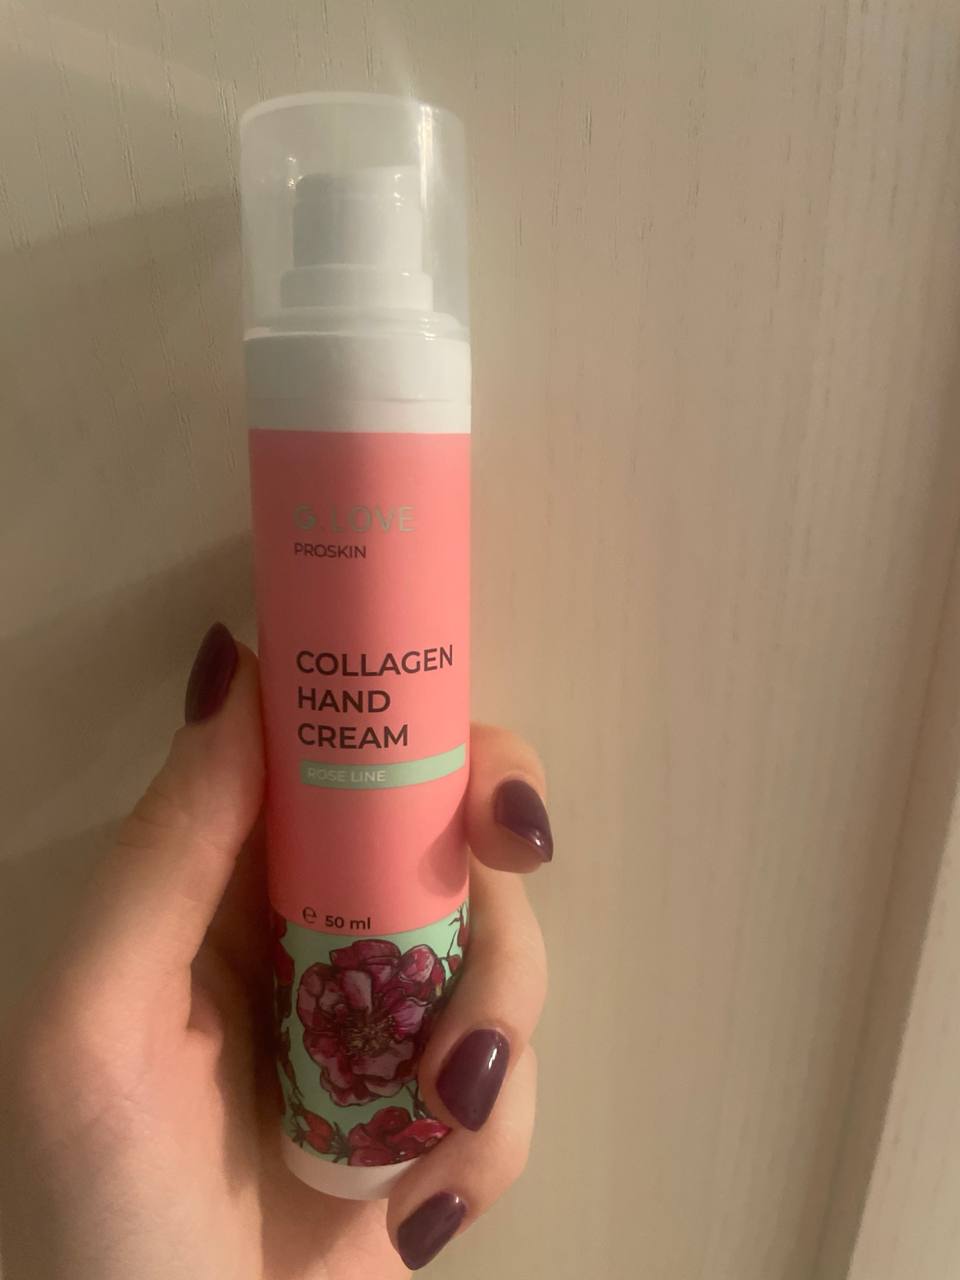 G.LOVE
PROSKIN
COLLAGEN
HAND
CREAM
ROSE LINE
℮ 50 ml